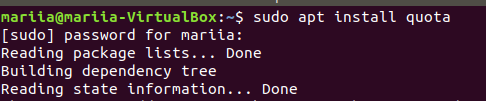 mariia@mariia-VirtualBox:~$ sudo apt install quota
[sudo] password for mariia:
Reading package lists... Done
Building dependency tree
Reading state information... Done